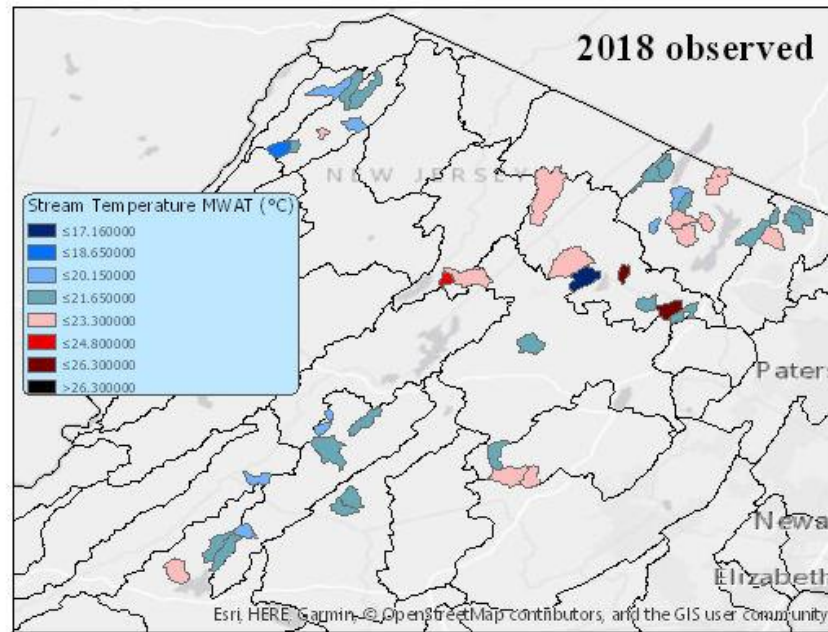 2018 observed
NEW JERSEY
Stream Temperature MWAT (°C)
≤17.160000
≤18.650000
≤20.150000
≤21.650000
≤23.300000
≤24.800000
≤26.300000
>26.300000
Paters
Newa
Elizabeth
Esri, HERE, Garmin, © OpenStreetMap contributors, and the GIS user community